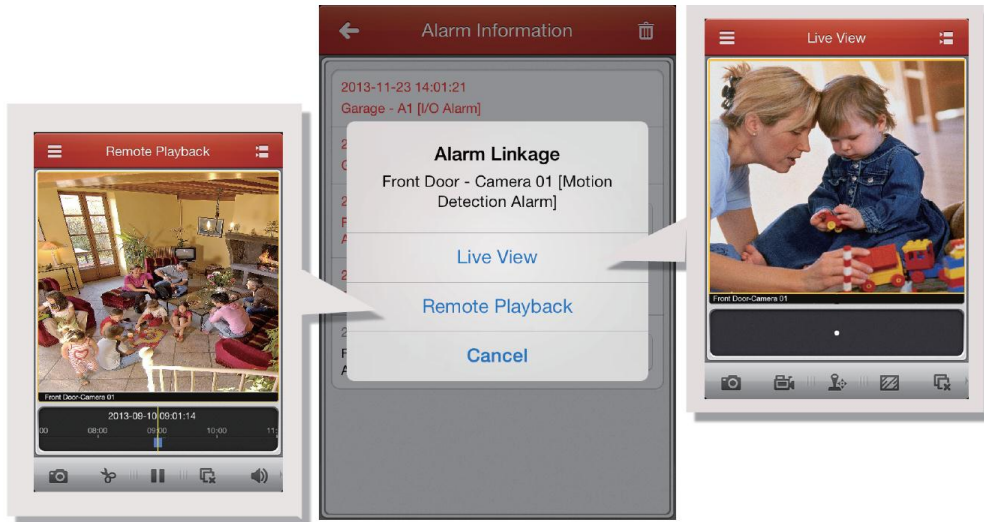 Remote Playback
Front Door-Camera 01
2013-09-10 09:01:14
:00 08:00 09:00 10:00 11:
Alarm Information
2013-11-23 14:01:21
Garage - A1 [I/O Alarm]
Alarm Linkage
Front Door - Camera 01 [Motion
Detection Alarm]
Live View
Remote Playback
Cancel
Live View
Front Door-Camera 01